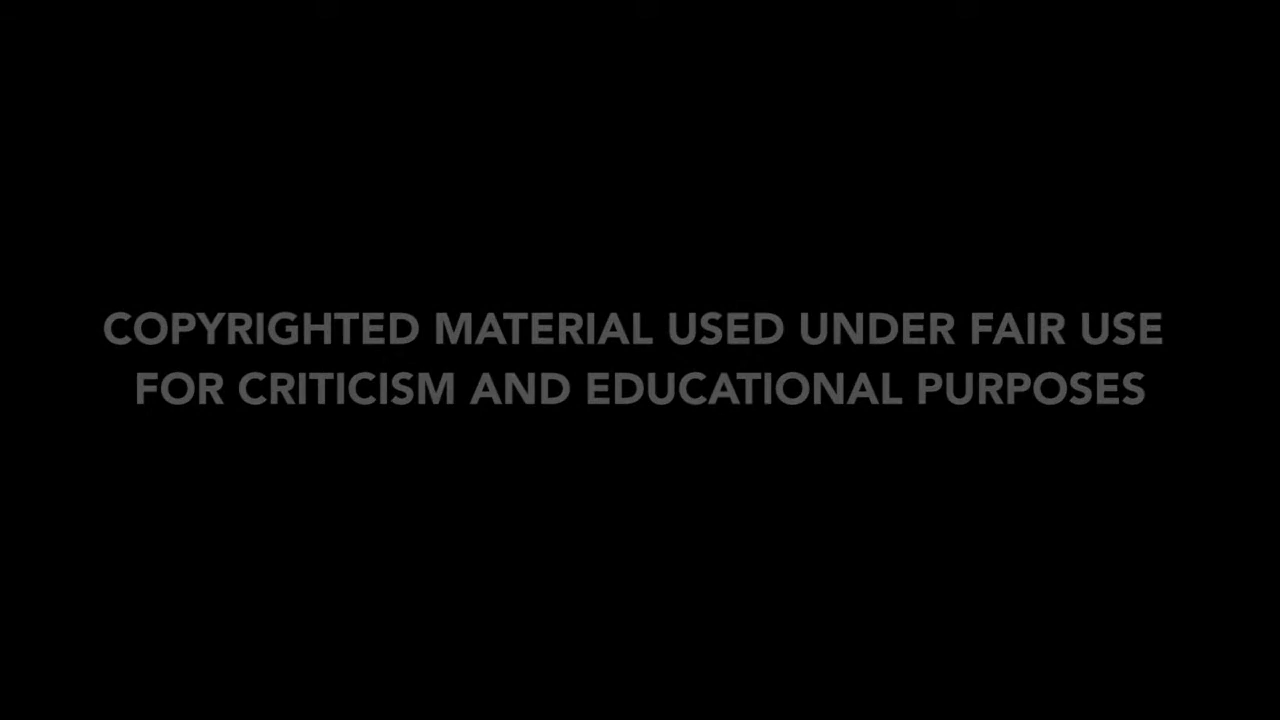 COPYRIGHTED MATERIAL USED UNDER FAIR USE
FOR CRITICISM AND EDUCATIONAL PURPOSES